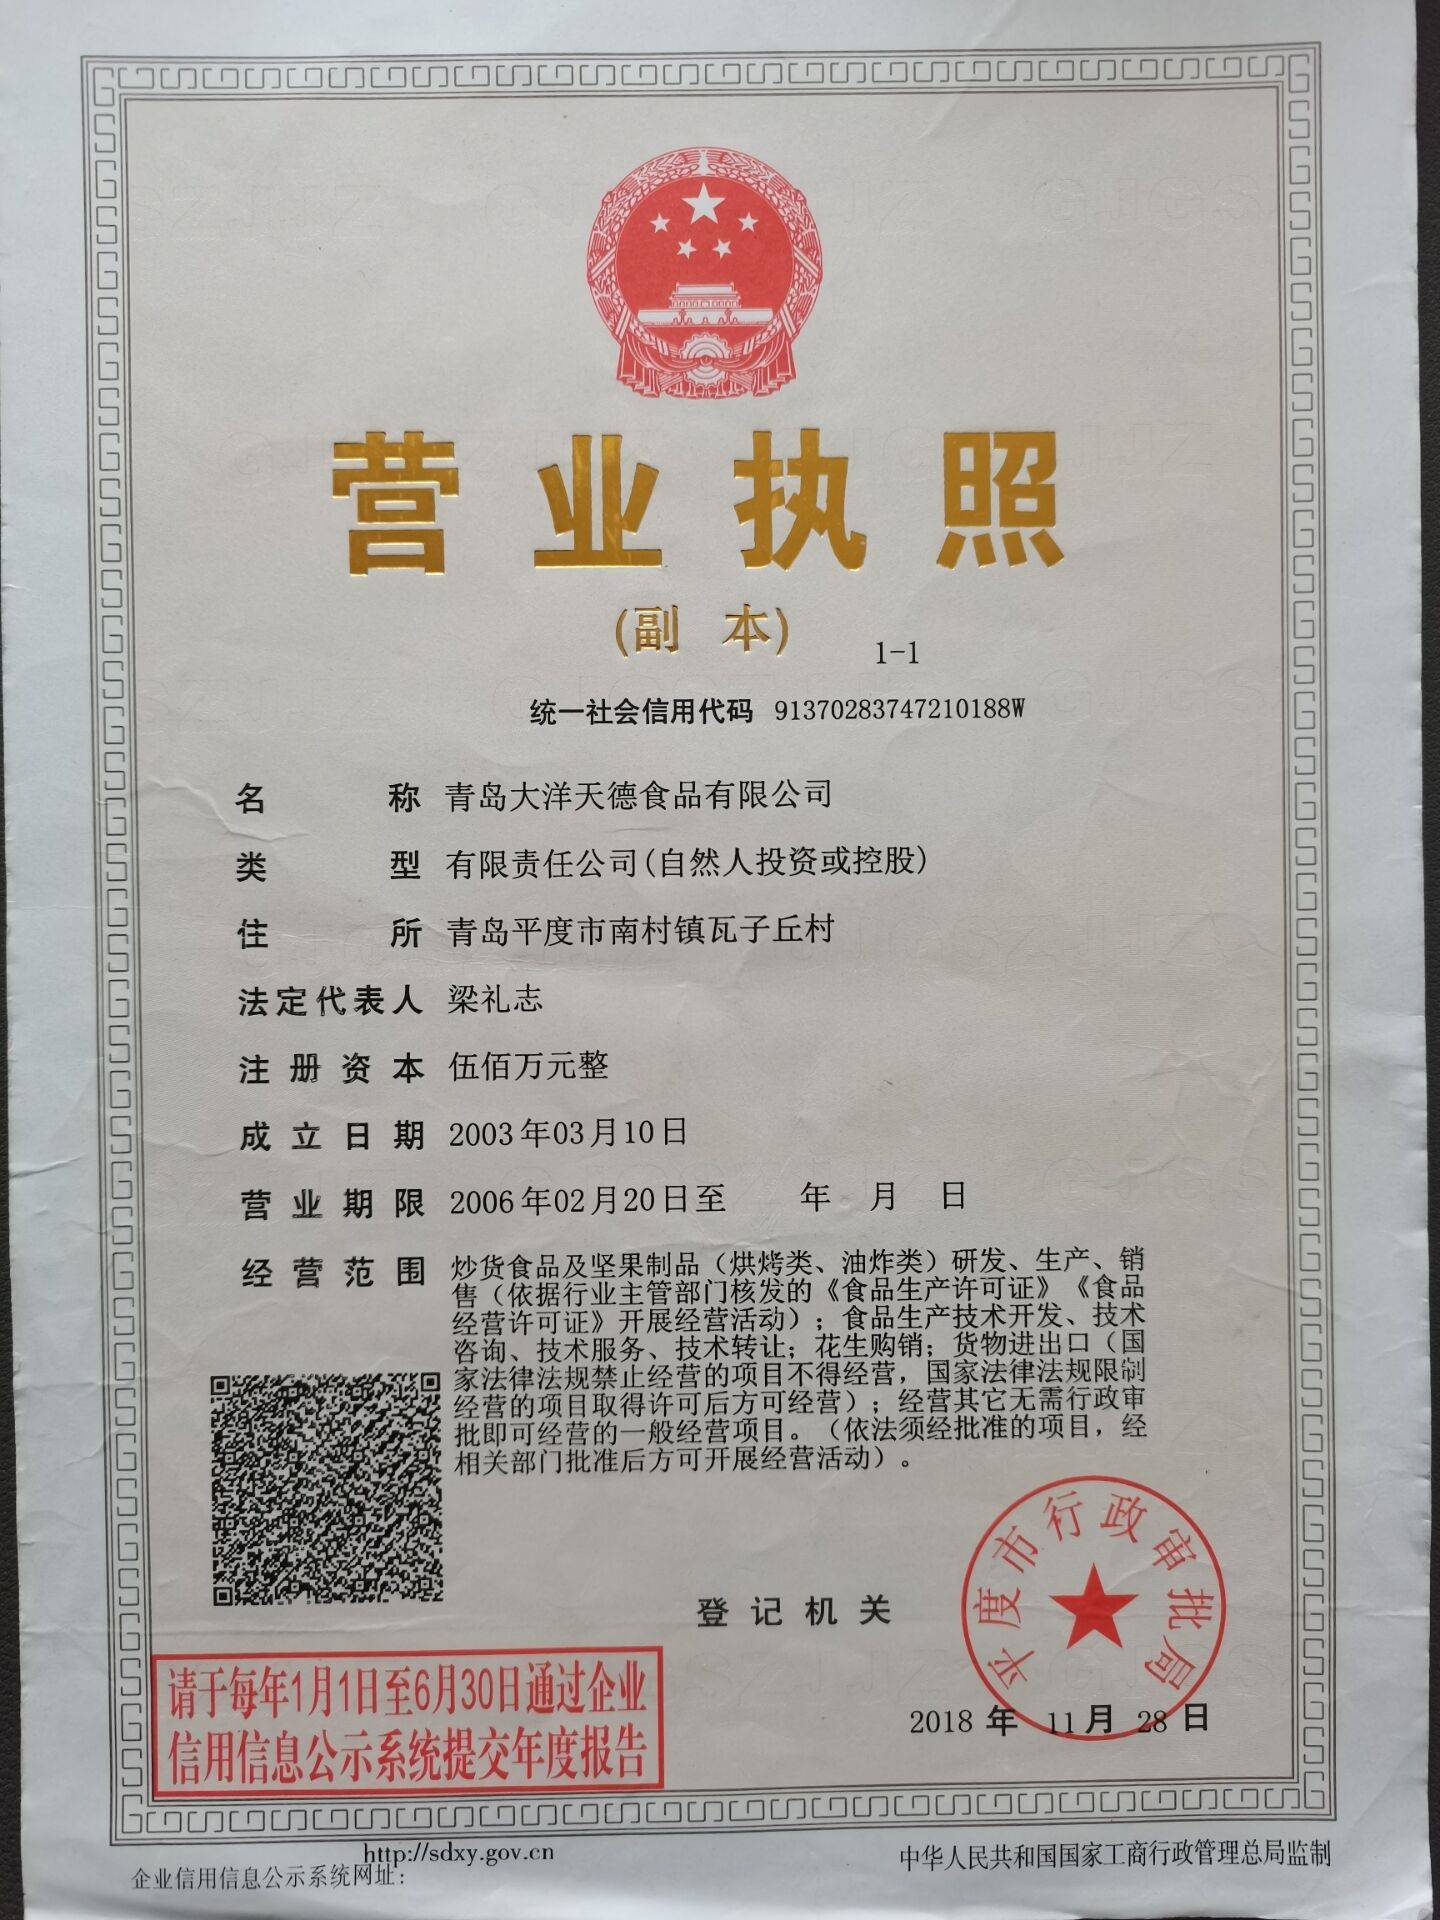 营业执照
(副 本)
1-1
统一社会信用代码 91370283747210188W
名称 青岛大洋天德食品有限公司
类型 有限责任公司(自然人投资或控股)
住所 青岛平度市南村镇瓦子丘村
法定代表人 梁礼志
注册资本 伍佰万元整
成立日期 2003年03月10日
营业期限 2006年02月20日至 年 月 日
经营范围 炒货食品及坚果制品（烘烤类、油炸类）研发、生产、销
售（依据行业主管部门核发的《食品生产许可证》《食品
经营许可证》开展经营活动）；食品生产技术开发、技术
咨询、技术服务、技术转让；花生购销；货物进出口（国
家法律法规禁止经营的项目不得经营，国家法律法规限制
经营的项目取得许可后方可经营）；经营其它无需行政审
批即可经营的一般经营项目。（依法须经批准的项目，经
相关部门批准后方可开展经营活动）。
登记机关
平度市行政审批局
2018 年 11 月 28 日
请于每年1月1日至6月30日通过企业
信用信息公示系统提交年度报告
http://sdxy.gov.cn
企业信用信息公示系统网址:
中华人民共和国国家工商行政管理总局监制